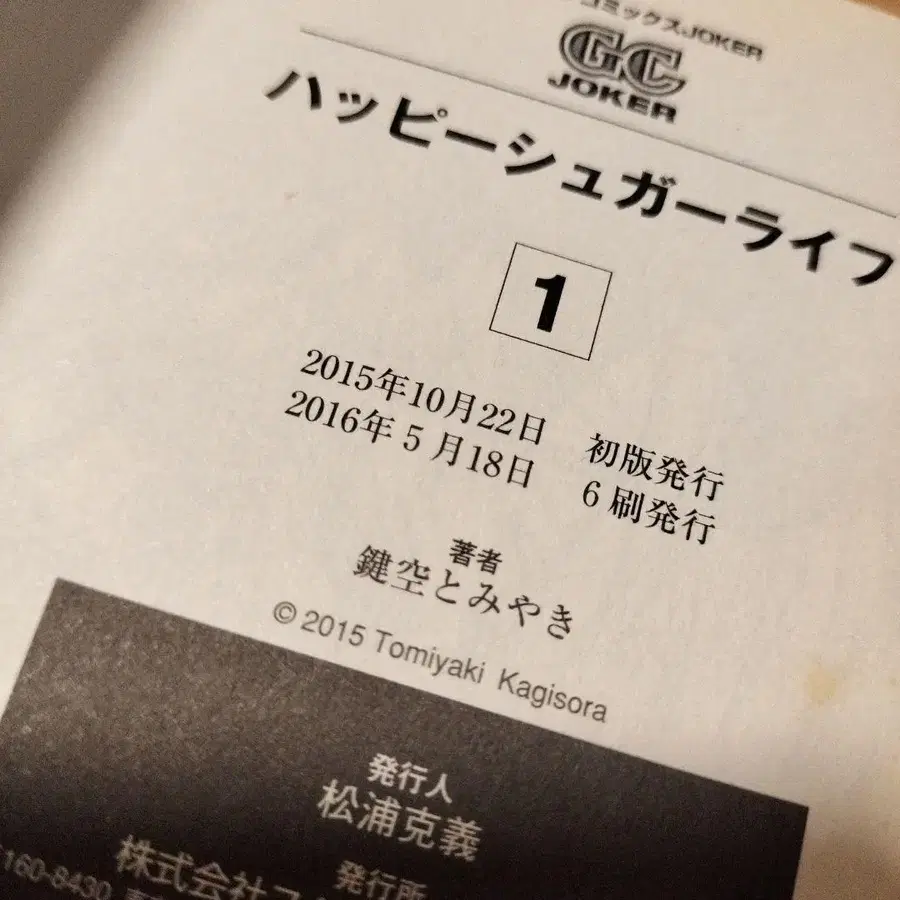 コミックスJOKER
GC
JOKER
ハッピーシュガーライフ
1
2015年10月22日 初版発行
2016年5月18日 6刷発行
著者
鍵空とみやき
© 2015 Tomiyaki Kagisora
発行人
松浦克義
発行所
株式会社ス
160-8430